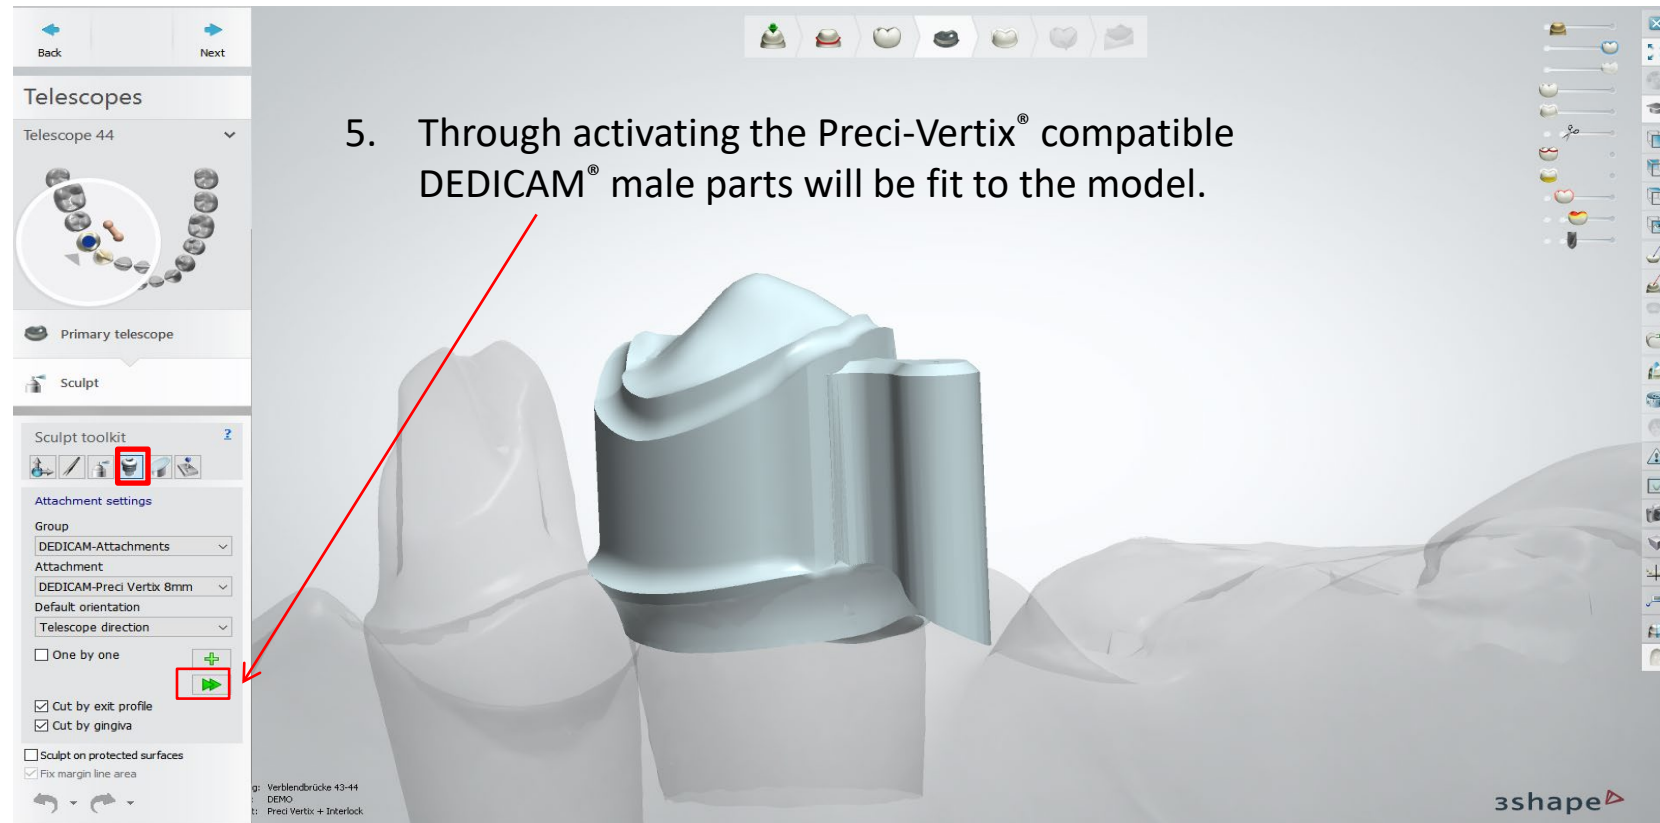 Back
Next
Telescopes
Telescope 44
5. Through activating the Preci-Vertix® compatible
DEDICAM® male parts will be fit to the model.
Primary telescope
Sculpt
Sculpt toolkit
?
Attachment settings
Group
DEDICAM-Attachments
Attachment
DEDICAM-Preci Vertix 8mm
Default orientation
Telescope direction
One by one
Cut by exit profile
Cut by gingiva
Sculpt on protected surfaces
Fix margin line area
g: Verblendbrücke 43-44
: DEMO
t: Preci Vertix + Interlock
3shape